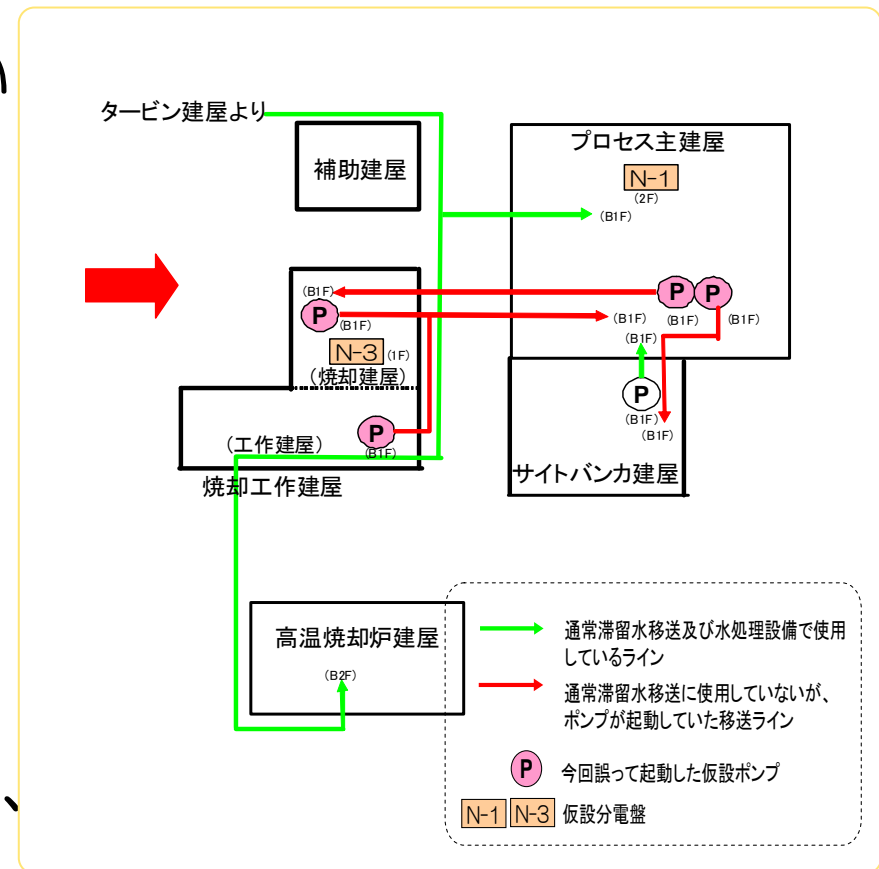 タービン建屋より
補助建屋
プロセス主建屋
N-1
(2F)
(B1F)
(B1F)
P
(B1F)
N-3 (1F)
(焼却建屋)
P P
(B1F) (B1F)
(B1F)
(B1F)
P
(B1F)
(B1F)
サイトバンカ建屋
(工作建屋)
P
(B1F)
焼却工作建屋
高温焼却炉建屋
(B2F)
通常滞留水移送及び水処理設備で使用
しているライン
通常滞留水移送に使用していないが、
ポンプが起動していた移送ライン
P 今回誤って起動した仮設ポンプ
N-1 N-3 仮設分電盤